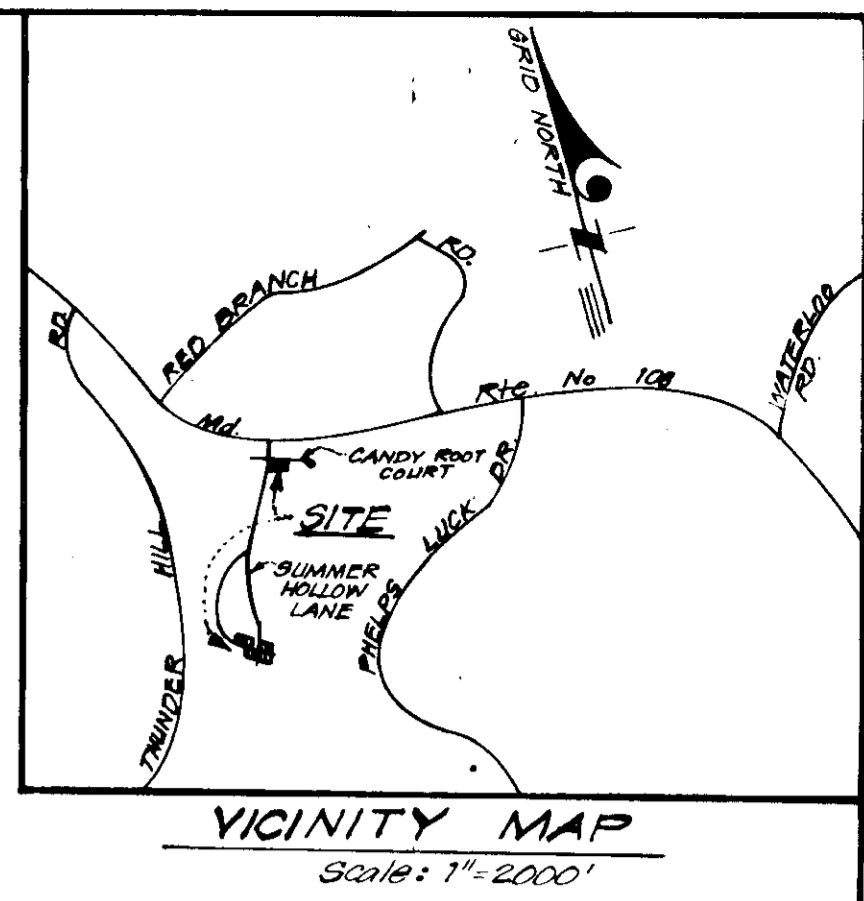 GRID NORTH
RED BRANCH RD.
WATERLOO
RD.
Md. Rte. No 108
THUNDER HILL RD.
CANDY ROOT
COURT
SITE
SUMMER
HOLLOW
LANE
PHELPS LUCK DR.
VICINITY MAP
Scale: 1"=2000'